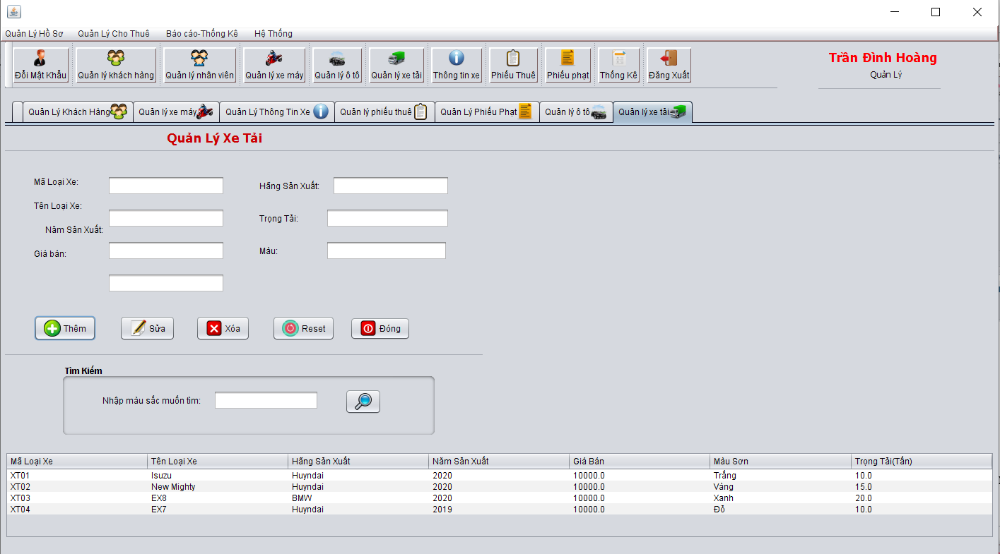 Quản Lý Hồ Sơ Quản Lý Cho Thuê Báo cáo-Thống Kê Hệ Thống
Đổi Mật Khẩu Quản lý khách hàng Quản lý nhân viên Quản lý xe máy Quản lý ô tô Quản lý xe tải Thông tin xe Phiếu Thuê Phiếu phạt Thống Kê Đăng Xuất
Trần Đình Hoàng
Quản Lý
Quản Lý Khách Hàng Quản lý xe máy Quản Lý Thông Tin Xe Quản lý phiếu thuê Quản Lý Phiếu Phạt Quản lý ô tô Quản lý xe tải
Quản Lý Xe Tải
Mã Loại Xe: Hãng Sản Xuất:
Tên Loại Xe: Trọng Tải:
Năm Sản Xuất:
Giá bán: Màu:
Thêm Sửa Xóa Reset Đóng
Tìm Kiếm
Nhập màu sắc muốn tìm:
Mã Loại Xe Tên Loại Xe Hãng Sản Xuất Năm Sản Xuất Giá Bán Màu Sơn Trọng Tải(Tấn)
XT01 Isuzu Huyndai 2020 10000.0 Trắng 10.0
XT02 New Mighty Huyndai 2020 10000.0 Vàng 15.0
XT03 EX8 BMW 2020 10000.0 Xanh 20.0
XT04 EX7 Huyndai 2019 10000.0 Đỏ 10.0